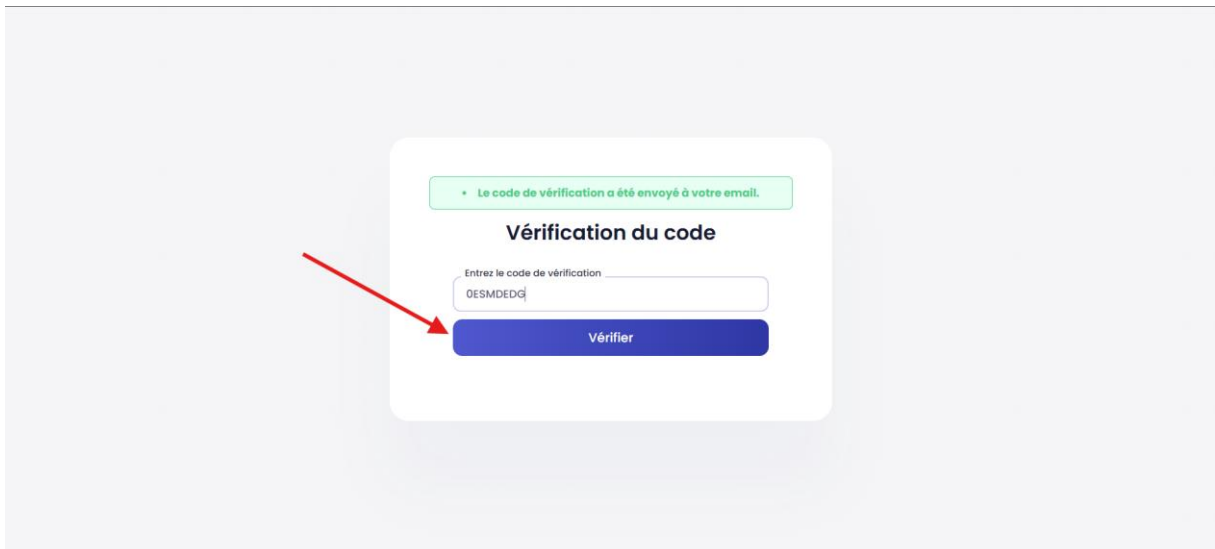 • Le code de vérification a été envoyé à votre email.
Vérification du code
Entrez le code de vérification
0ESMDEDG
Vérifier